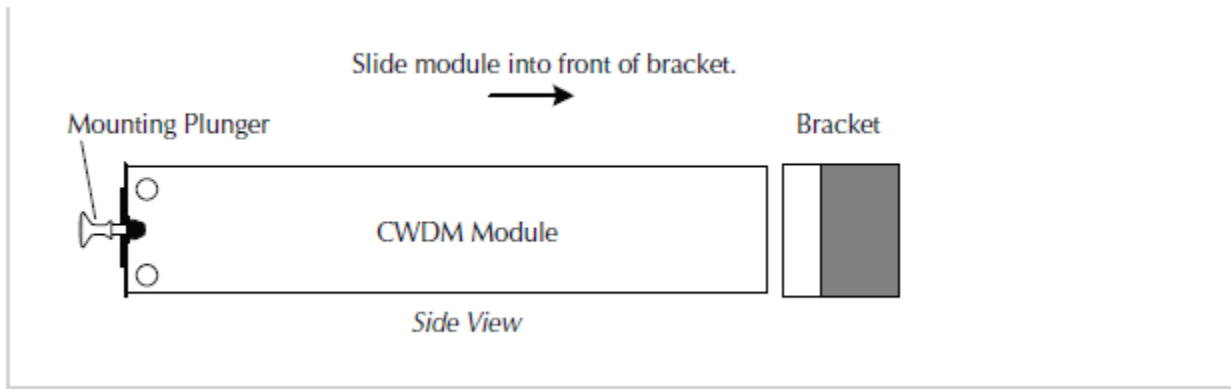 Slide module into front of bracket.
Mounting Plunger
Bracket
CWDM Module
Side View